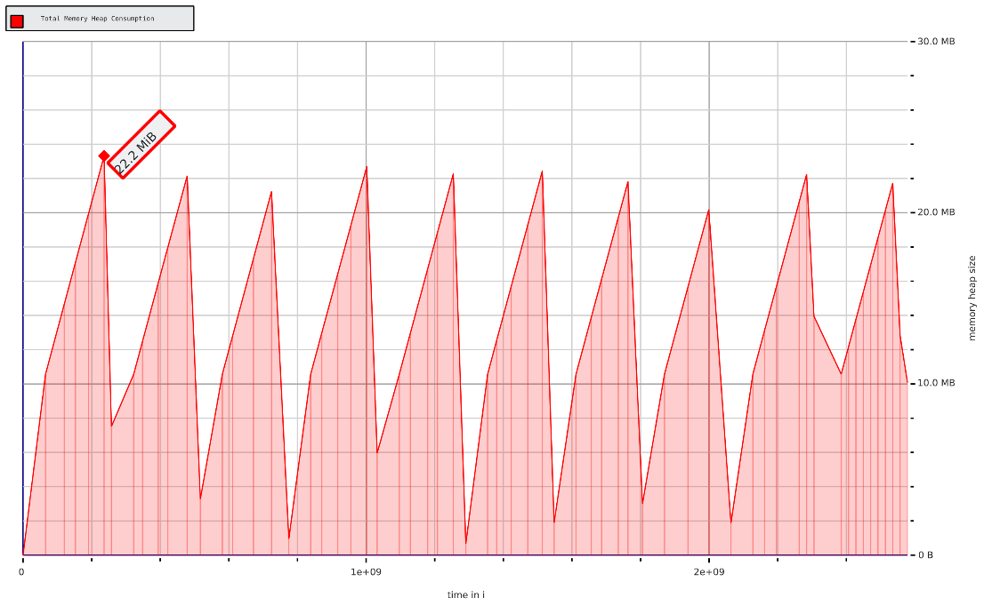 Total Memory Heap Consumption
30.0 MB
22.2 MiB
20.0 MB
memory heap size
10.0 MB
0 B
0
1e+09
2e+09
time in i